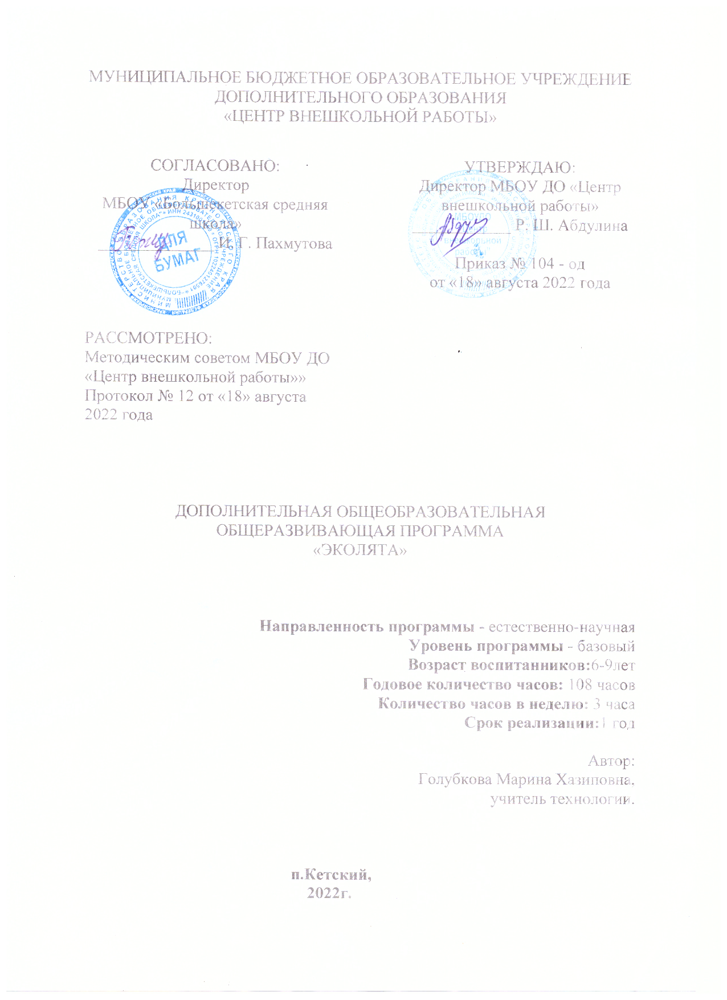 МУНИЦИПАЛЬНОЕ БЮДЖЕТНОЕ ОБРАЗОВАТЕЛЬНОЕ УЧРЕЖДЕНИЕ
ДОПОЛНИТЕЛЬНОГО ОБРАЗОВАНИЯ
«ЦЕНТР ВНЕШКОЛЬНОЙ РАБОТЫ»
СОГЛАСОВАНО:
Директор
МБОУ «Большекетская средняя
школа»
И. Г. Пахмутова
ДЛЯ
БУМАГ
УТВЕРЖДАЮ:
Директор МБОУ ДО «Центр
внешкольной работы»
Р. Ш. Абдулина
Приказ № 104 - од
от «18» августа 2022 года
РАССМОТРЕНО:
Методическим советом МБОУ ДО
«Центр внешкольной работы»»
Протокол № 12 от «18» августа
2022 года
ДОПОЛНИТЕЛЬНАЯ ОБЩЕОБРАЗОВАТЕЛЬНАЯ
ОБЩЕРАЗВИВАЮЩАЯ ПРОГРАММА
«ЭКОЛЯТА»
Направленность программы - естественно-научная
Уровень программы - базовый
Возраст воспитанников:6-9лет
Годовое количество часов: 108 часов
Количество часов в неделю: 3 часа
Срок реализации:1 год
Автор:
Голубкова Марина Хазиповна,
учитель технологии.
п.Кетский,
2022г.